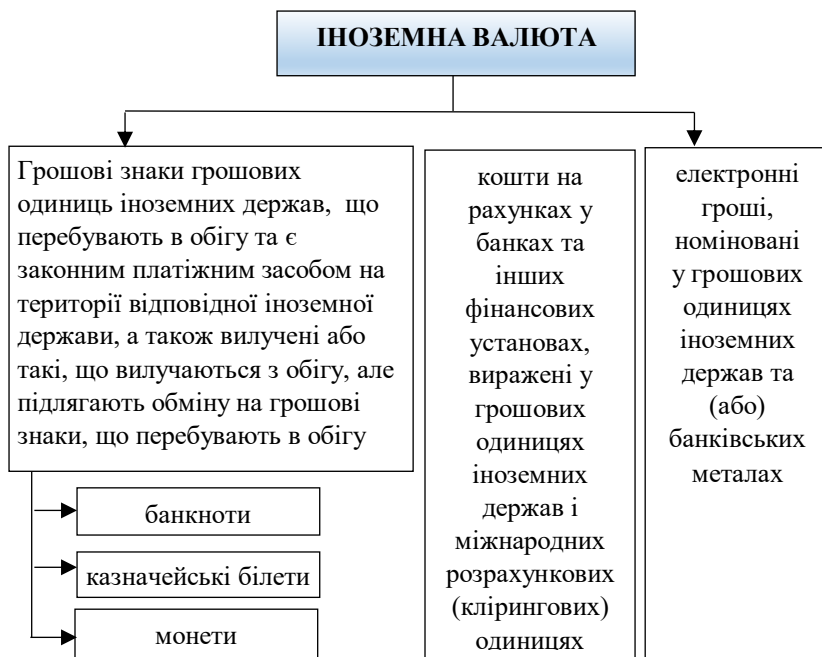 ІНОЗЕМНА ВАЛЮТА
Грошові знаки грошових
одиниць іноземних держав, що
перебувають в обігу та є
законним платіжним засобом на
території відповідної іноземної
держави, а також вилучені або
такі, що вилучаються з обігу, але
підлягають обміну на грошові
знаки, що перебувають в обігу
банкноти
казначейські білети
монети
кошти на
рахунках у
банках та
інших
фінансових
установах,
виражені у
грошових
одиницях
іноземних
держав і
міжнародних
розрахункових
(клірингових)
одиницях
електронні
гроші,
номіновані
у грошових
одиницях
іноземних
держав та
(або)
банківських
металах